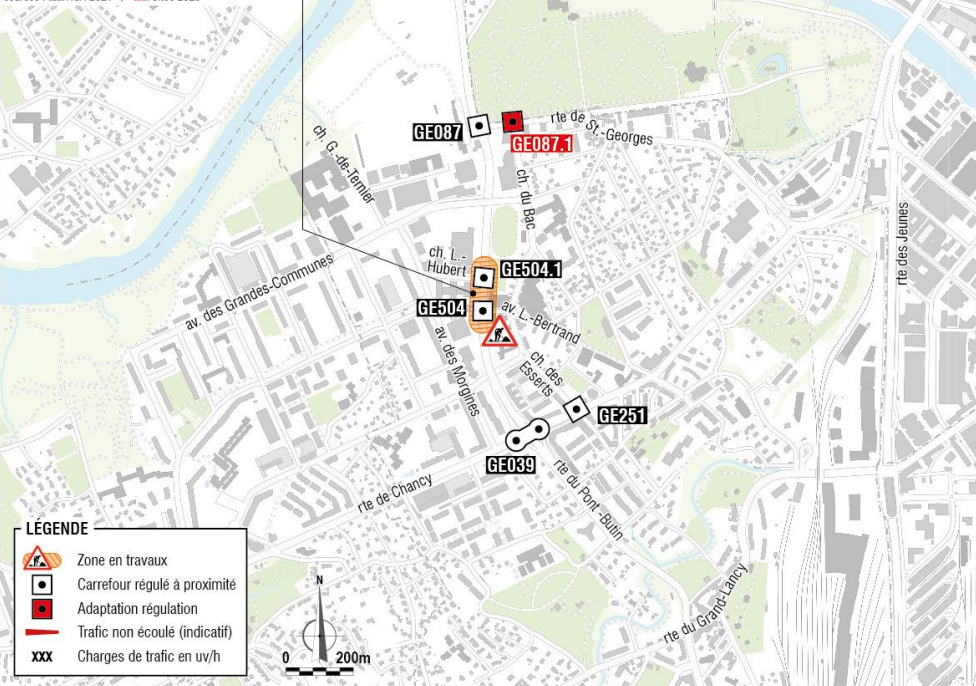 GE087
rte de St.-Georges
GE087.1
ch. G.-de-Ternier
ch. du Bac
rte des Jeunes
ch. L.-
Hubert
GE504.1
av. des Grandes-Communes
GE504
av. L.-Bertrand
av. des Morgines
ch. des
Esserts
GE251
GE039
rte de Chancy
rte du Pont -Butin
rte du Grand-Lancy
LÉGENDE
Zone en travaux
Carrefour régulé à proximité
Adaptation régulation
Trafic non écoulé (indicatif)
XXX Charges de trafic en uv/h
N
0 200m